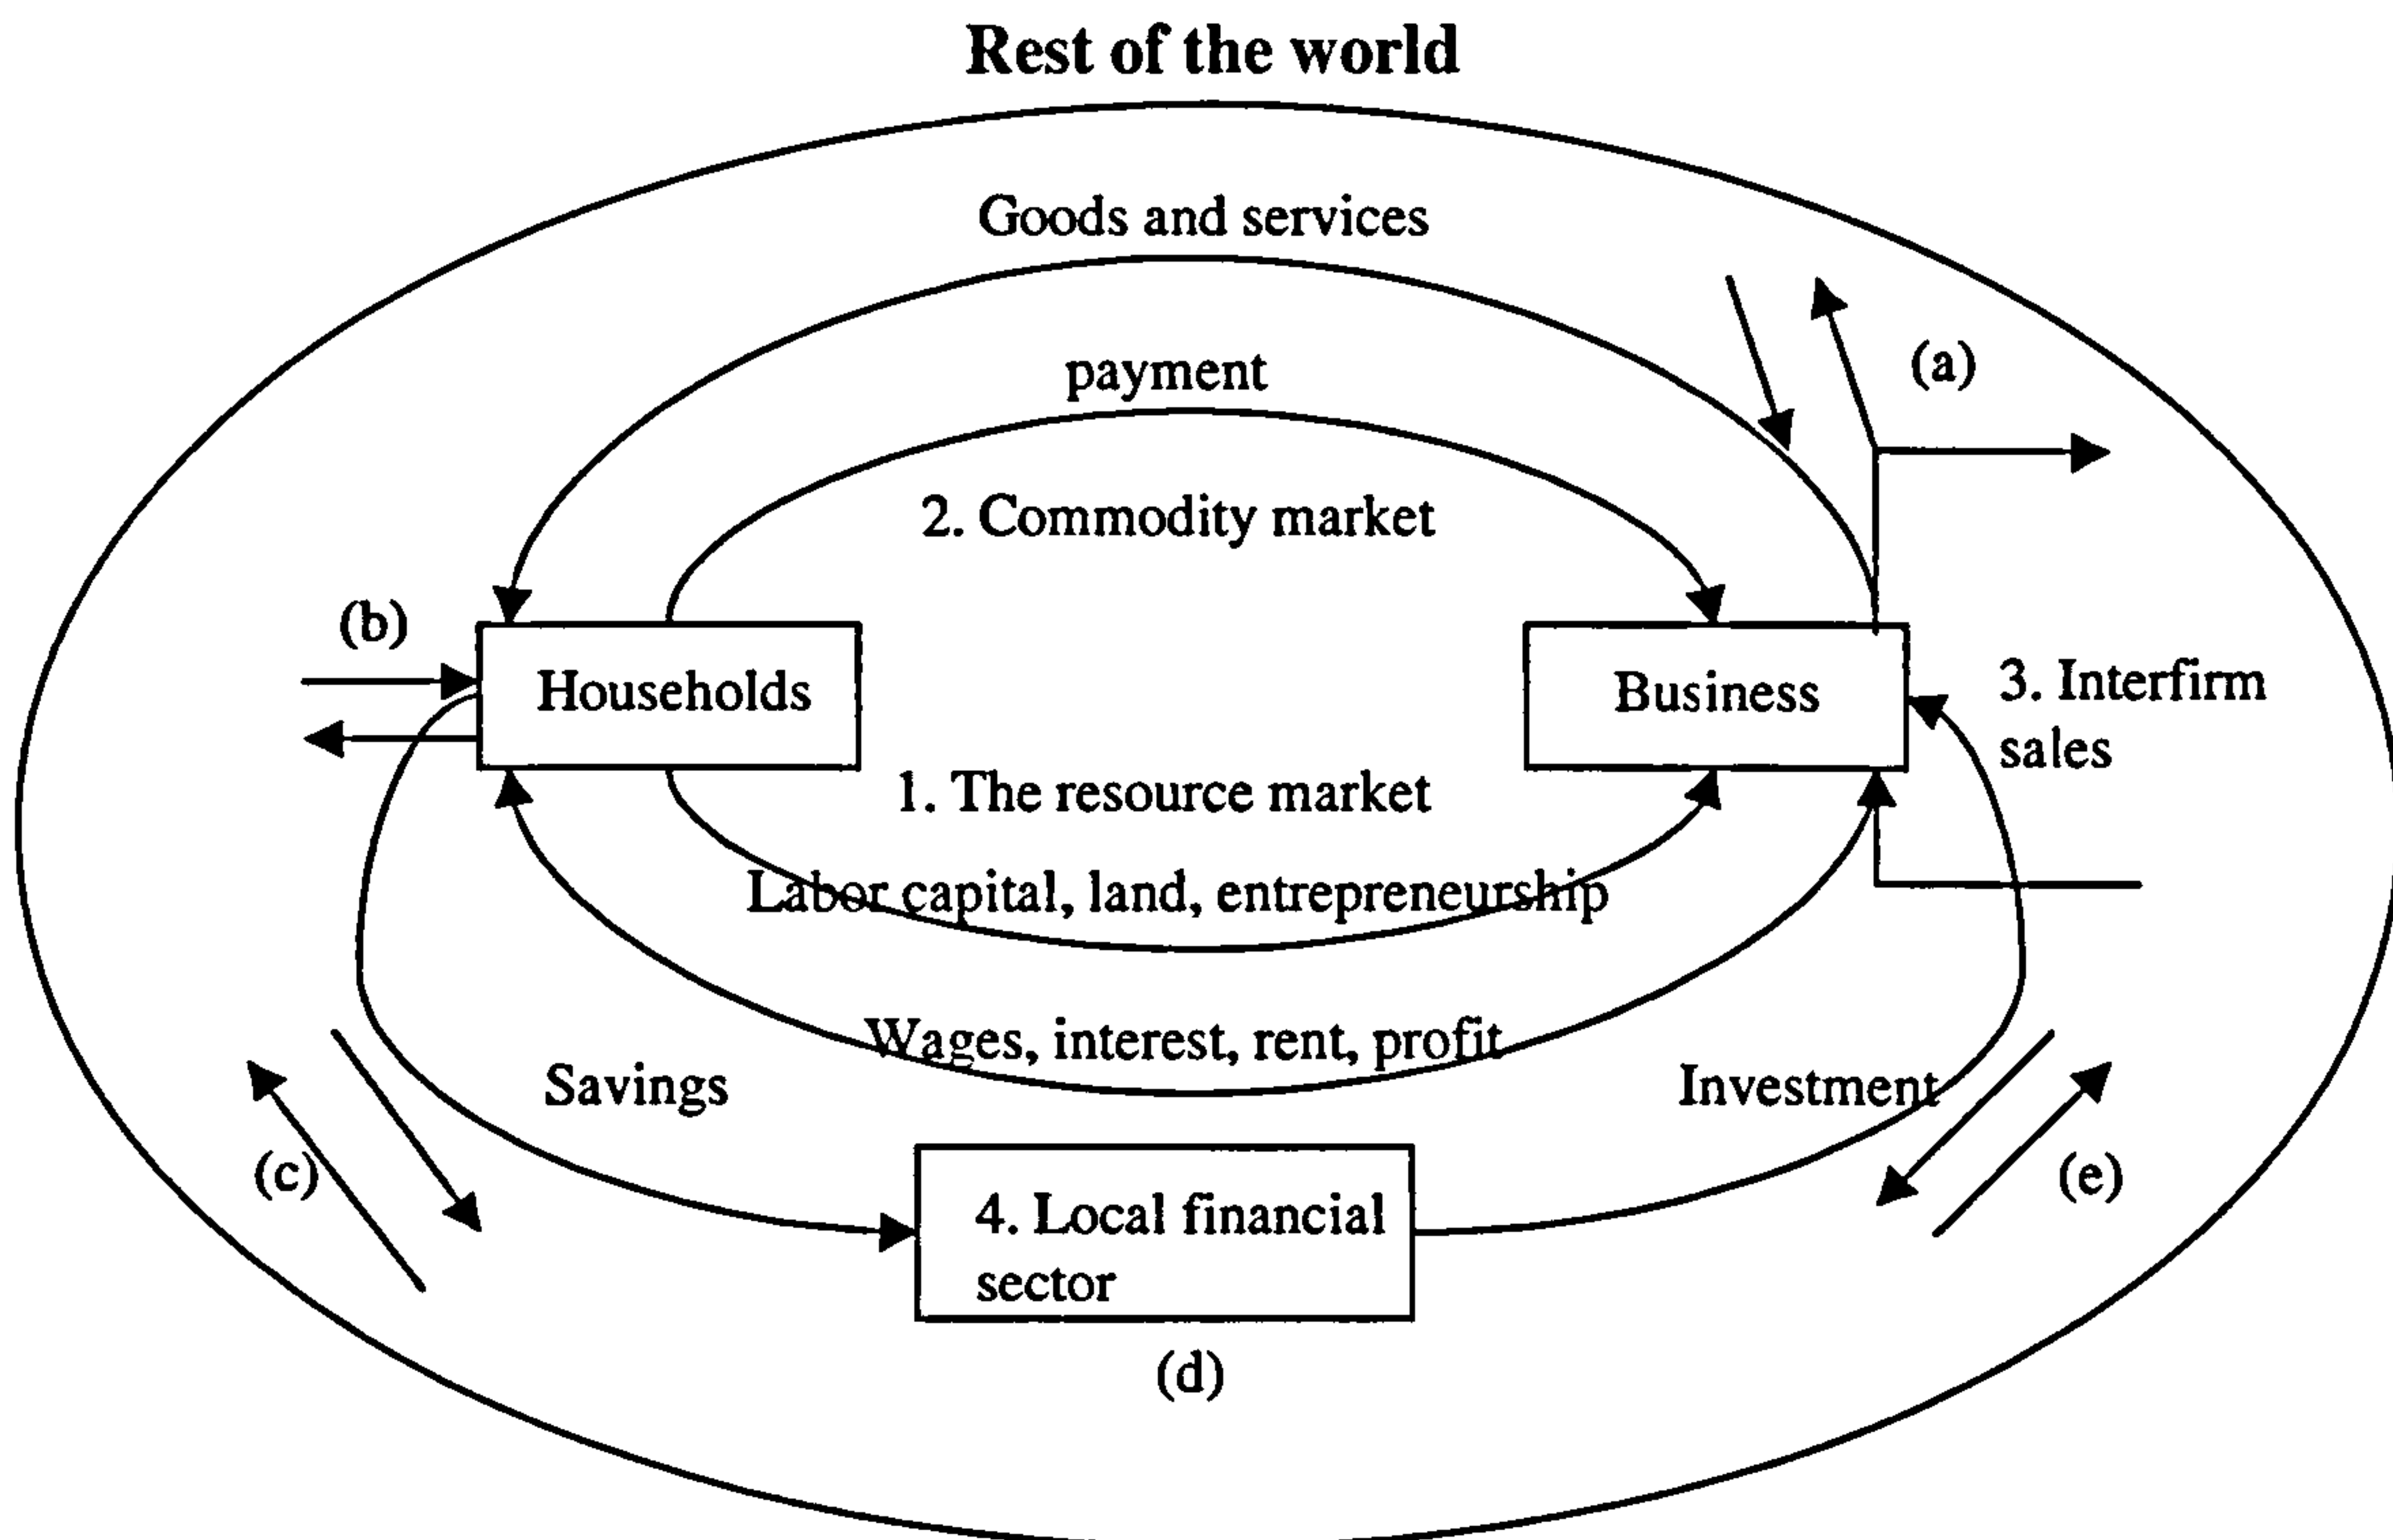 Rest of the world
Goods and services
payment
(a)
2. Commodity market
(b)
Households
Business
3. Interfirm
sales
1. The resource market
Labor capital, land, entrepreneurship
Wages, interest, rent, profit
Savings
Investment
(c)
(e)
4. Local financial
sector
(d)